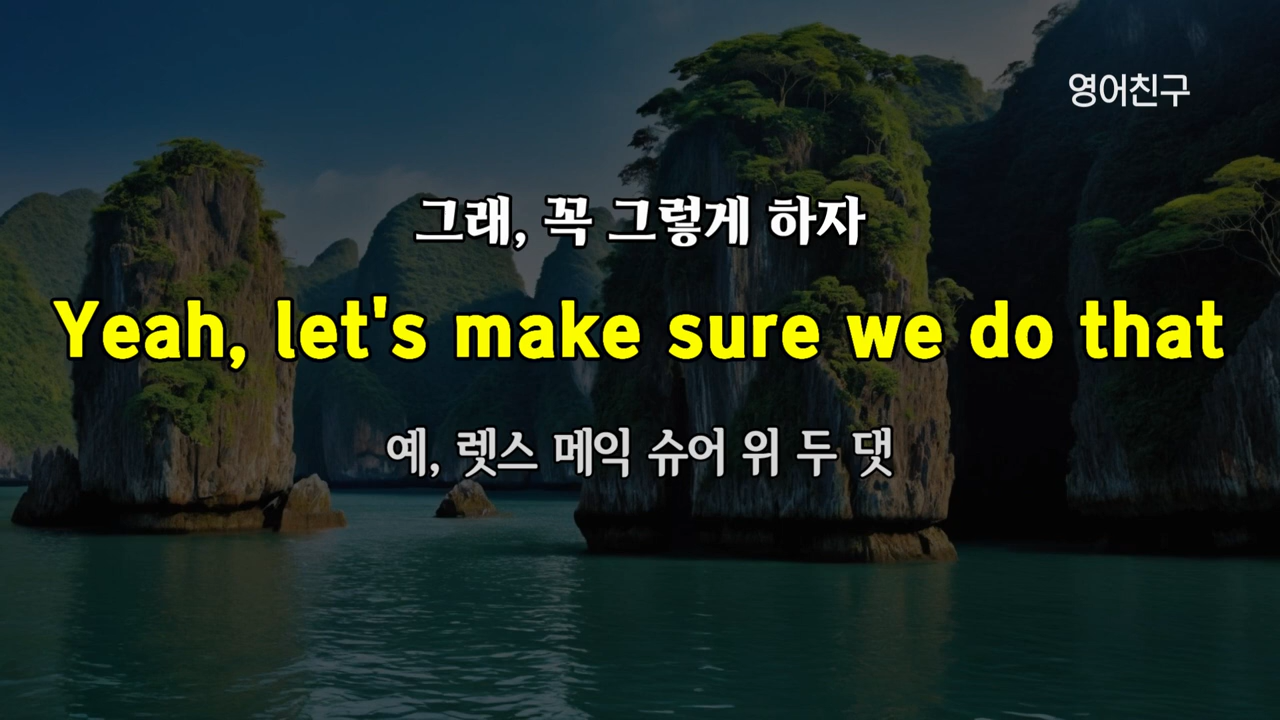 영어친구
그래, 꼭 그렇게 하자
Yeah, let's make sure we do that
예, 렛스 메익 슈어 위 두 댓